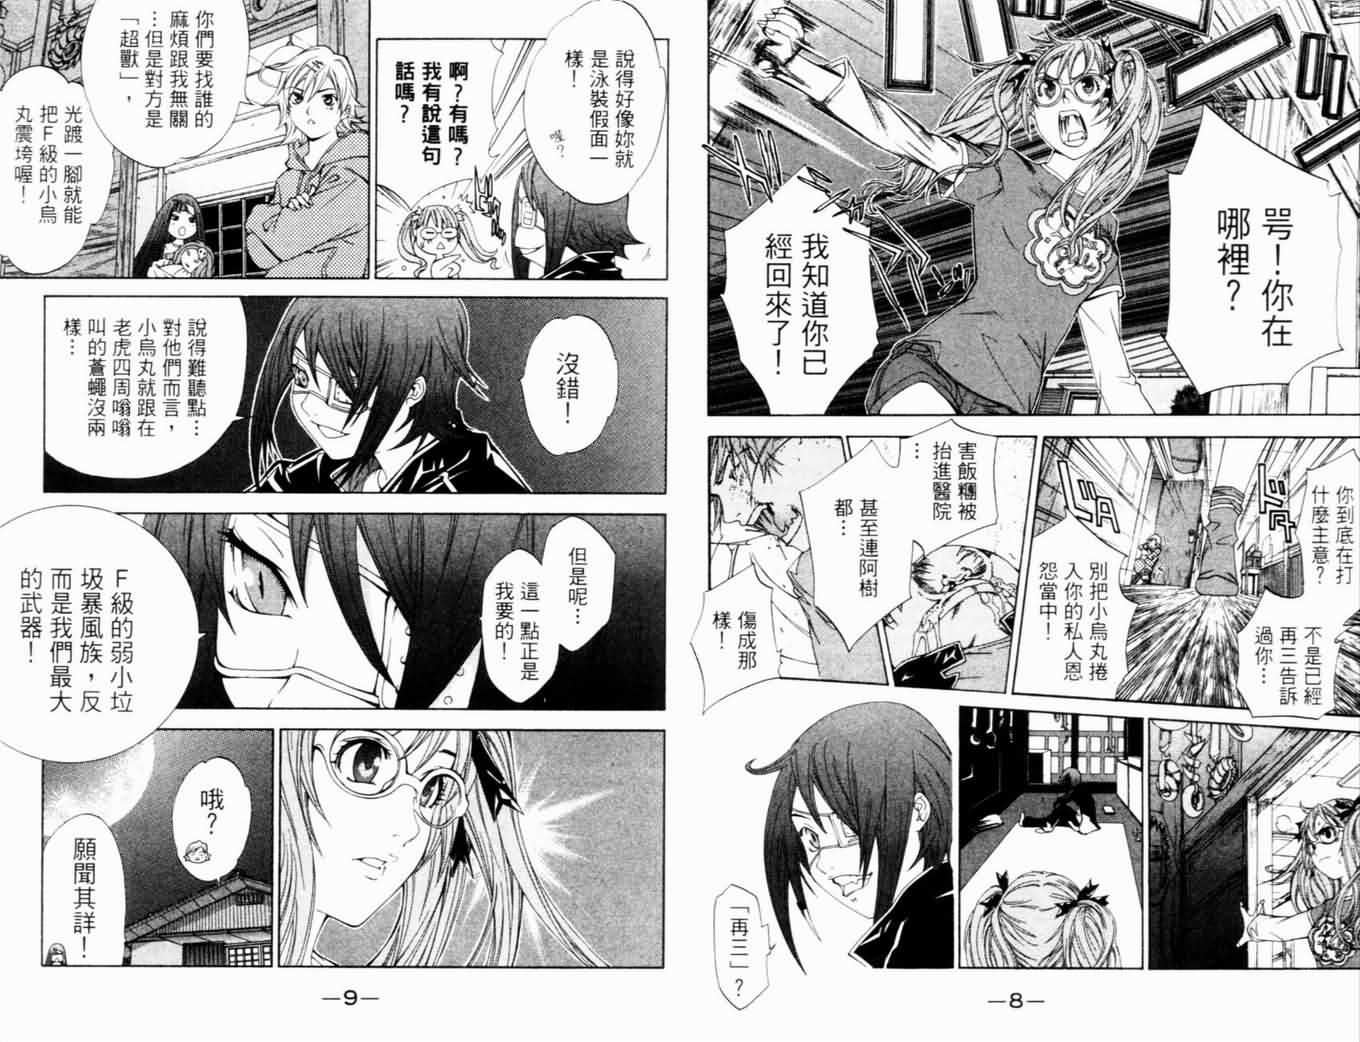 咢！你在
哪裡？
我知道你已
經回來了！
你到底在打
什麼主意？
不是已經
再三告訴
過你…
別把小烏丸捲
入你的私人恩
怨當中！
害飯糰被
抬進醫院
…
甚至連阿樹
都…
傷成那
樣！
「再三」？
—8—
說得好像妳就
是泳裝假面一
樣！
喔？
啊？有嗎？
我有說這句
話嗎？
你們要找誰的
麻煩跟我無關
…但是對方是
「超獸」，
光踱一腳就能
把Ｆ級的小烏
丸震垮喔！
沒錯！
說得難聽點…
對他們而言，
小烏丸就跟在
老虎四周嗡嗡
叫的蒼蠅沒兩
樣…
但是呢…
這一點正是
我要的！
Ｆ級的弱小垃
圾暴風族，反
而是我們最大
的武器！
哦？
願聞其詳！
—9—